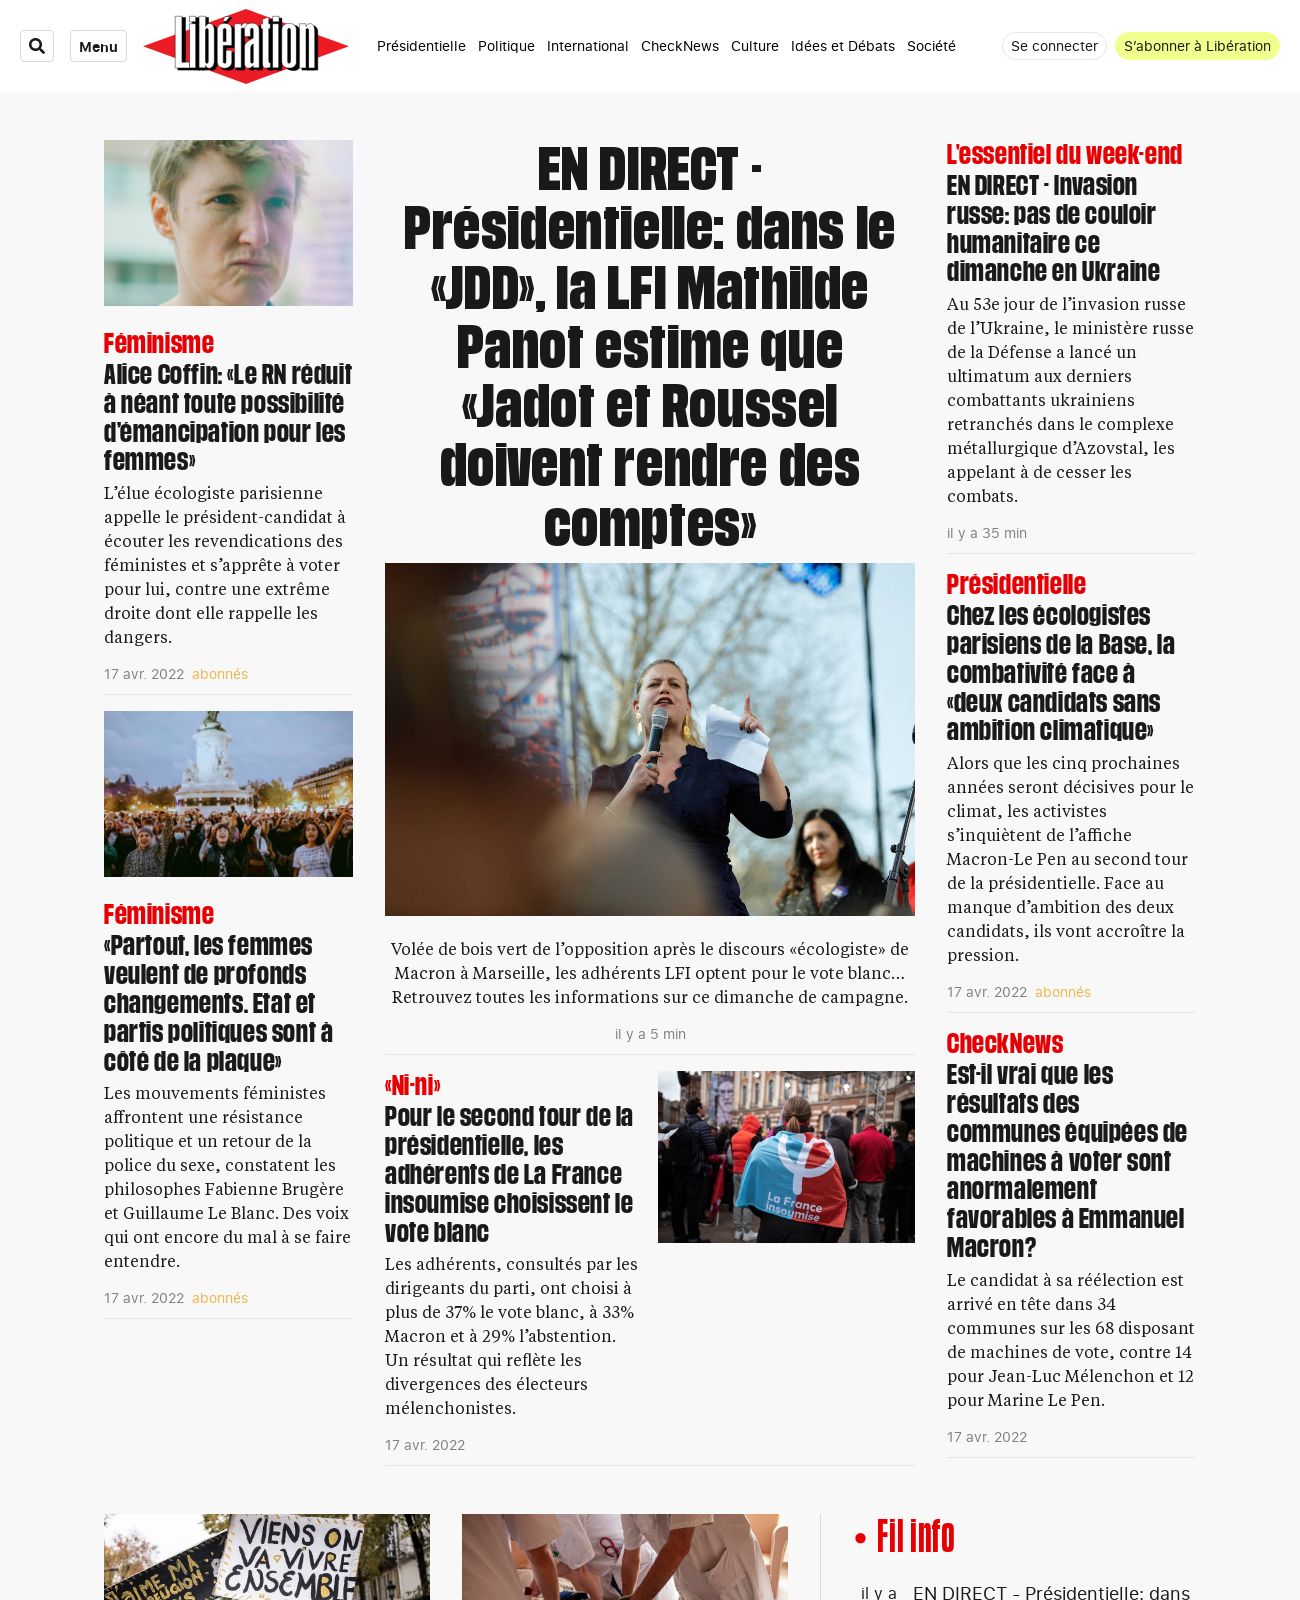 Menu
Libération
Présidentielle Politique International CheckNews Culture Idées et Débats Société
Se connecter
S'abonner à Libération
Féminisme
Alice Coffin: «Le RN réduit
à néant toute possibilité
d'émancipation pour les
femmes»
L'élue écologiste parisienne
appelle le président-candidat à
écouter les revendications des
féministes et s'apprête à voter
pour lui, contre une extrême
droite dont elle rappelle les
dangers.
17 avr. 2022 abonnés
Féminisme
«Partout, les femmes
veulent de profonds
changements. Etat et
partis politiques sont à
côté de la plaque»
Les mouvements féministes
affrontent une résistance
politique et un retour de la
police du sexe, constatent les
philosophes Fabienne Brugère
et Guillaume Le Blanc. Des voix
qui ont encore du mal à se faire
entendre.
17 avr. 2022 abonnés
EN DIRECT -
Présidentielle: dans le
«JDD», la LFI Mathilde
Panot estime que
«Jadot et Roussel
doivent rendre des
comptes»
Volée de bois vert de l'opposition après le discours «écologiste» de
Macron à Marseille, les adhérents LFI optent pour le vote blanc…
Retrouvez toutes les informations sur ce dimanche de campagne.
il y a 5 min
«Ni-ni»
Pour le second tour de la
présidentielle, les
adhérents de La France
insoumise choisissent le
vote blanc
Les adhérents, consultés par les
dirigeants du parti, ont choisi à
plus de 37% le vote blanc, à 33%
Macron et à 29% l'abstention.
Un résultat qui reflète les
divergences des électeurs
mélenchonistes.
17 avr. 2022
La France
insoumise
L'essentiel du week-end
EN DIRECT - Invasion
russe: pas de couloir
humanitaire ce
dimanche en Ukraine
Au 53e jour de l'invasion russe
de l'Ukraine, le ministère russe
de la Défense a lancé un
ultimatum aux derniers
combattants ukrainiens
retranchés dans le complexe
métallurgique d'Azovstal, les
appelant à de cesser les
combats.
il y a 35 min
Présidentielle
Chez les écologistes
parisiens de la Base, la
combativité face à
«deux candidats sans
ambition climatique»
Alors que les cinq prochaines
années seront décisives pour le
climat, les activistes
s'inquiètent de l'affiche
Macron-Le Pen au second tour
de la présidentielle. Face au
manque d'ambition des deux
candidats, ils vont accroître la
pression.
17 avr. 2022 abonnés
CheckNews
Est-il vrai que les
résultats des
communes équipées de
machines à voter sont
anormalement
favorables à Emmanuel
Macron?
Le candidat à sa réélection est
arrivé en tête dans 34
communes sur les 68 disposant
de machines de vote, contre 14
pour Jean-Luc Mélenchon et 12
pour Marine Le Pen.
17 avr. 2022
VIENS ON
VA VIVRE
ENSEMBLE
J'AIME MA
RELIGION
• Fil info
il y a EN DIRECT - Présidentielle: dans